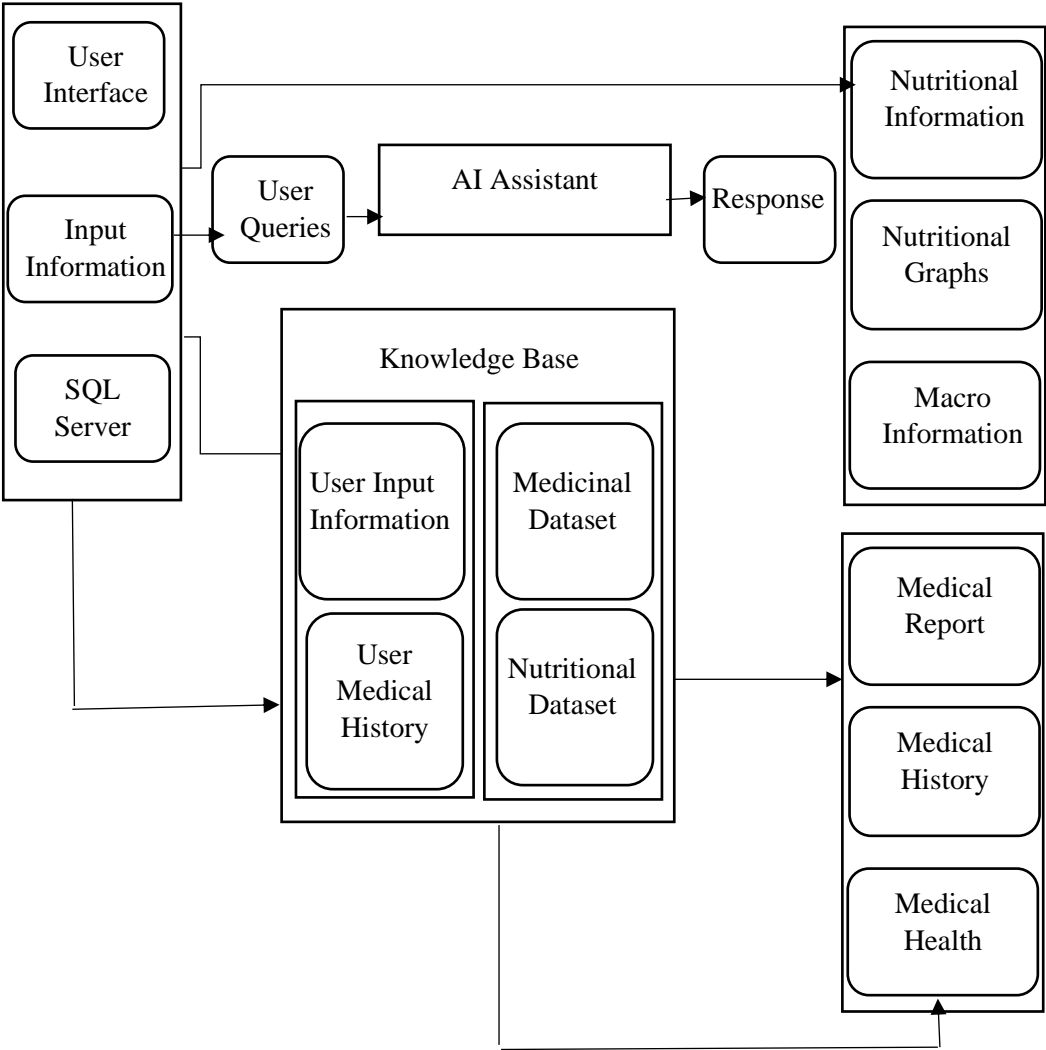 User
Interface
Input
Information
SQL
Server
User
Queries
AI Assistant
Response
Nutritional
Information
Nutritional
Graphs
Macro
Information
Knowledge Base
User Input
Information
User
Medical
History
Medicinal
Dataset
Nutritional
Dataset
Medical
Report
Medical
History
Medical
Health